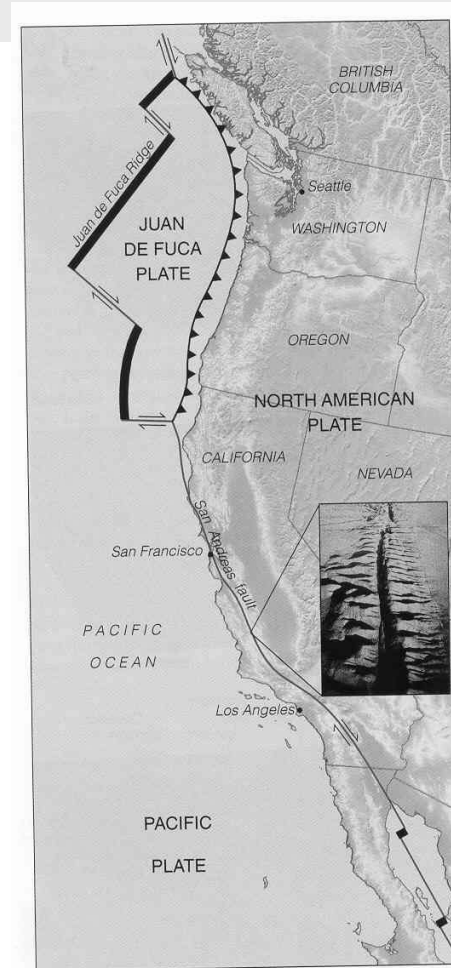 BRITISH
COLUMBIA
Juan de Fuca Ridge
Seattle
JUAN
DE FUCA
PLATE
WASHINGTON
OREGON
NORTH AMERICAN
PLATE
CALIFORNIA
NEVADA
San Andreas fault
San Francisco
PACIFIC
OCEAN
Los Angeles
PACIFIC
PLATE